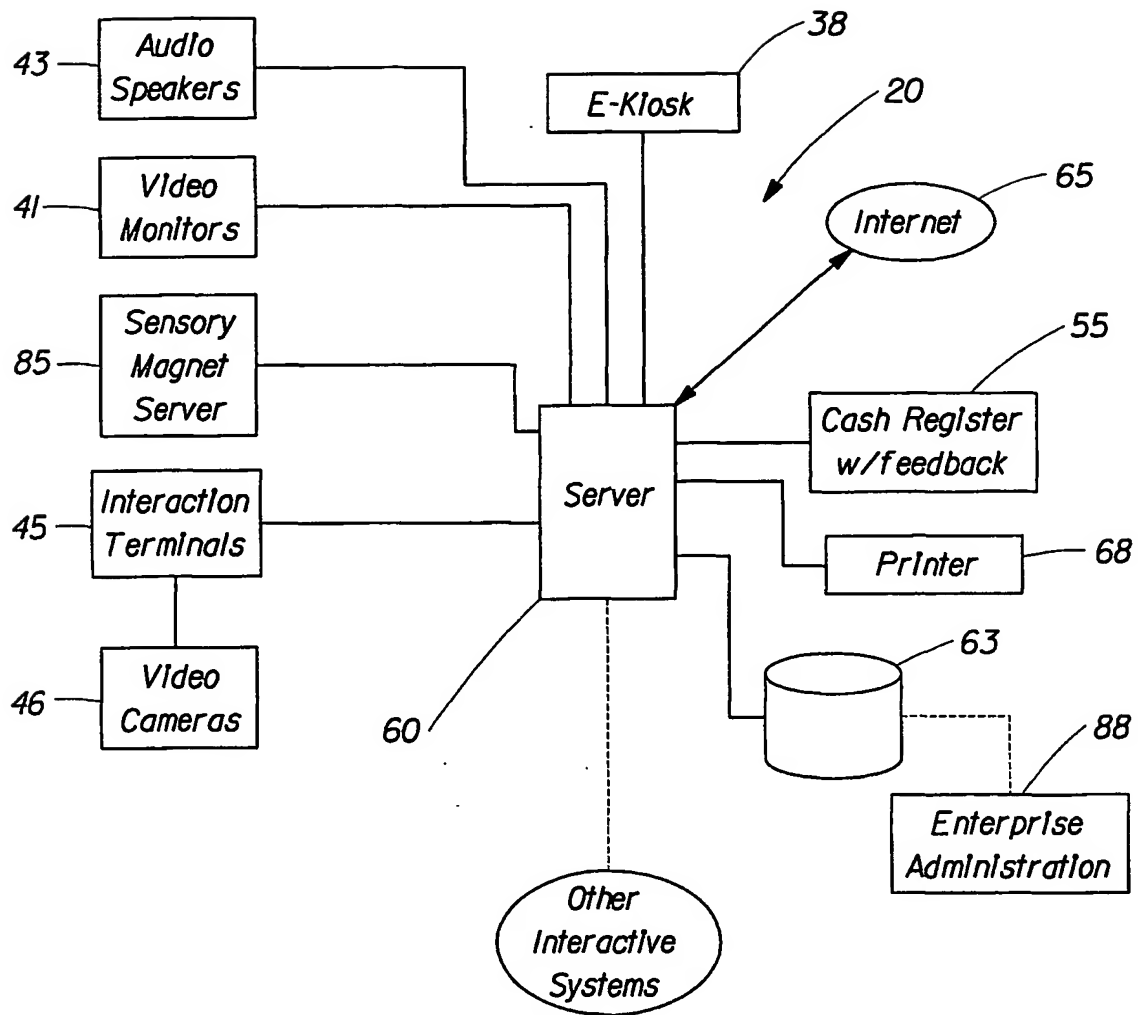 43
Audio
Speakers
38
E-Kiosk
20
65
Internet
41
Video
Monitors
85
Sensory
Magnet
Server
55
Cash Register
w/feedback
Server
45
Interaction
Terminals
Printer
68
46
Video
Cameras
60
63
88
Enterprise
Administration
Other
Interactive
Systems